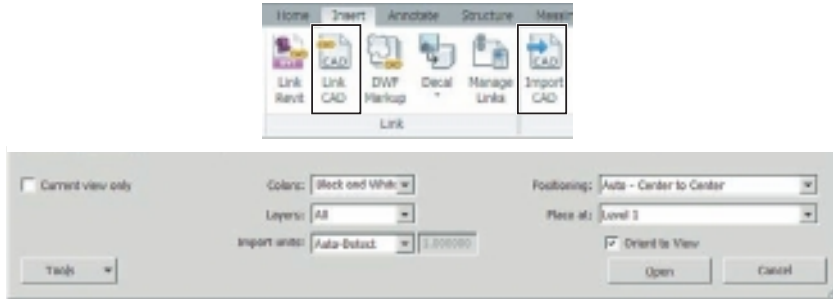 Home Insert Annotate Structure Massin
Link Link DWF Decal Manage Import
Revit CAD Markup Links CAD
Link
Current view only Colors: Black and White Positioning: Auto - Center to Center
Layers: All Place at: Level 1
Import units: Auto-Detect 1.000000 Orient to View
Tools Open Cancel